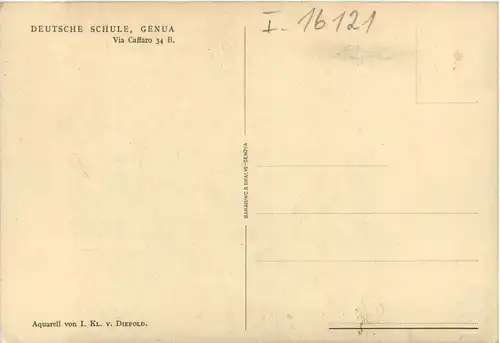 DEUTSCHE SCHULE, GENUA
Via Caffaro 34 B.
I-16121
Aquarell von I. Kl. v. Diepold.